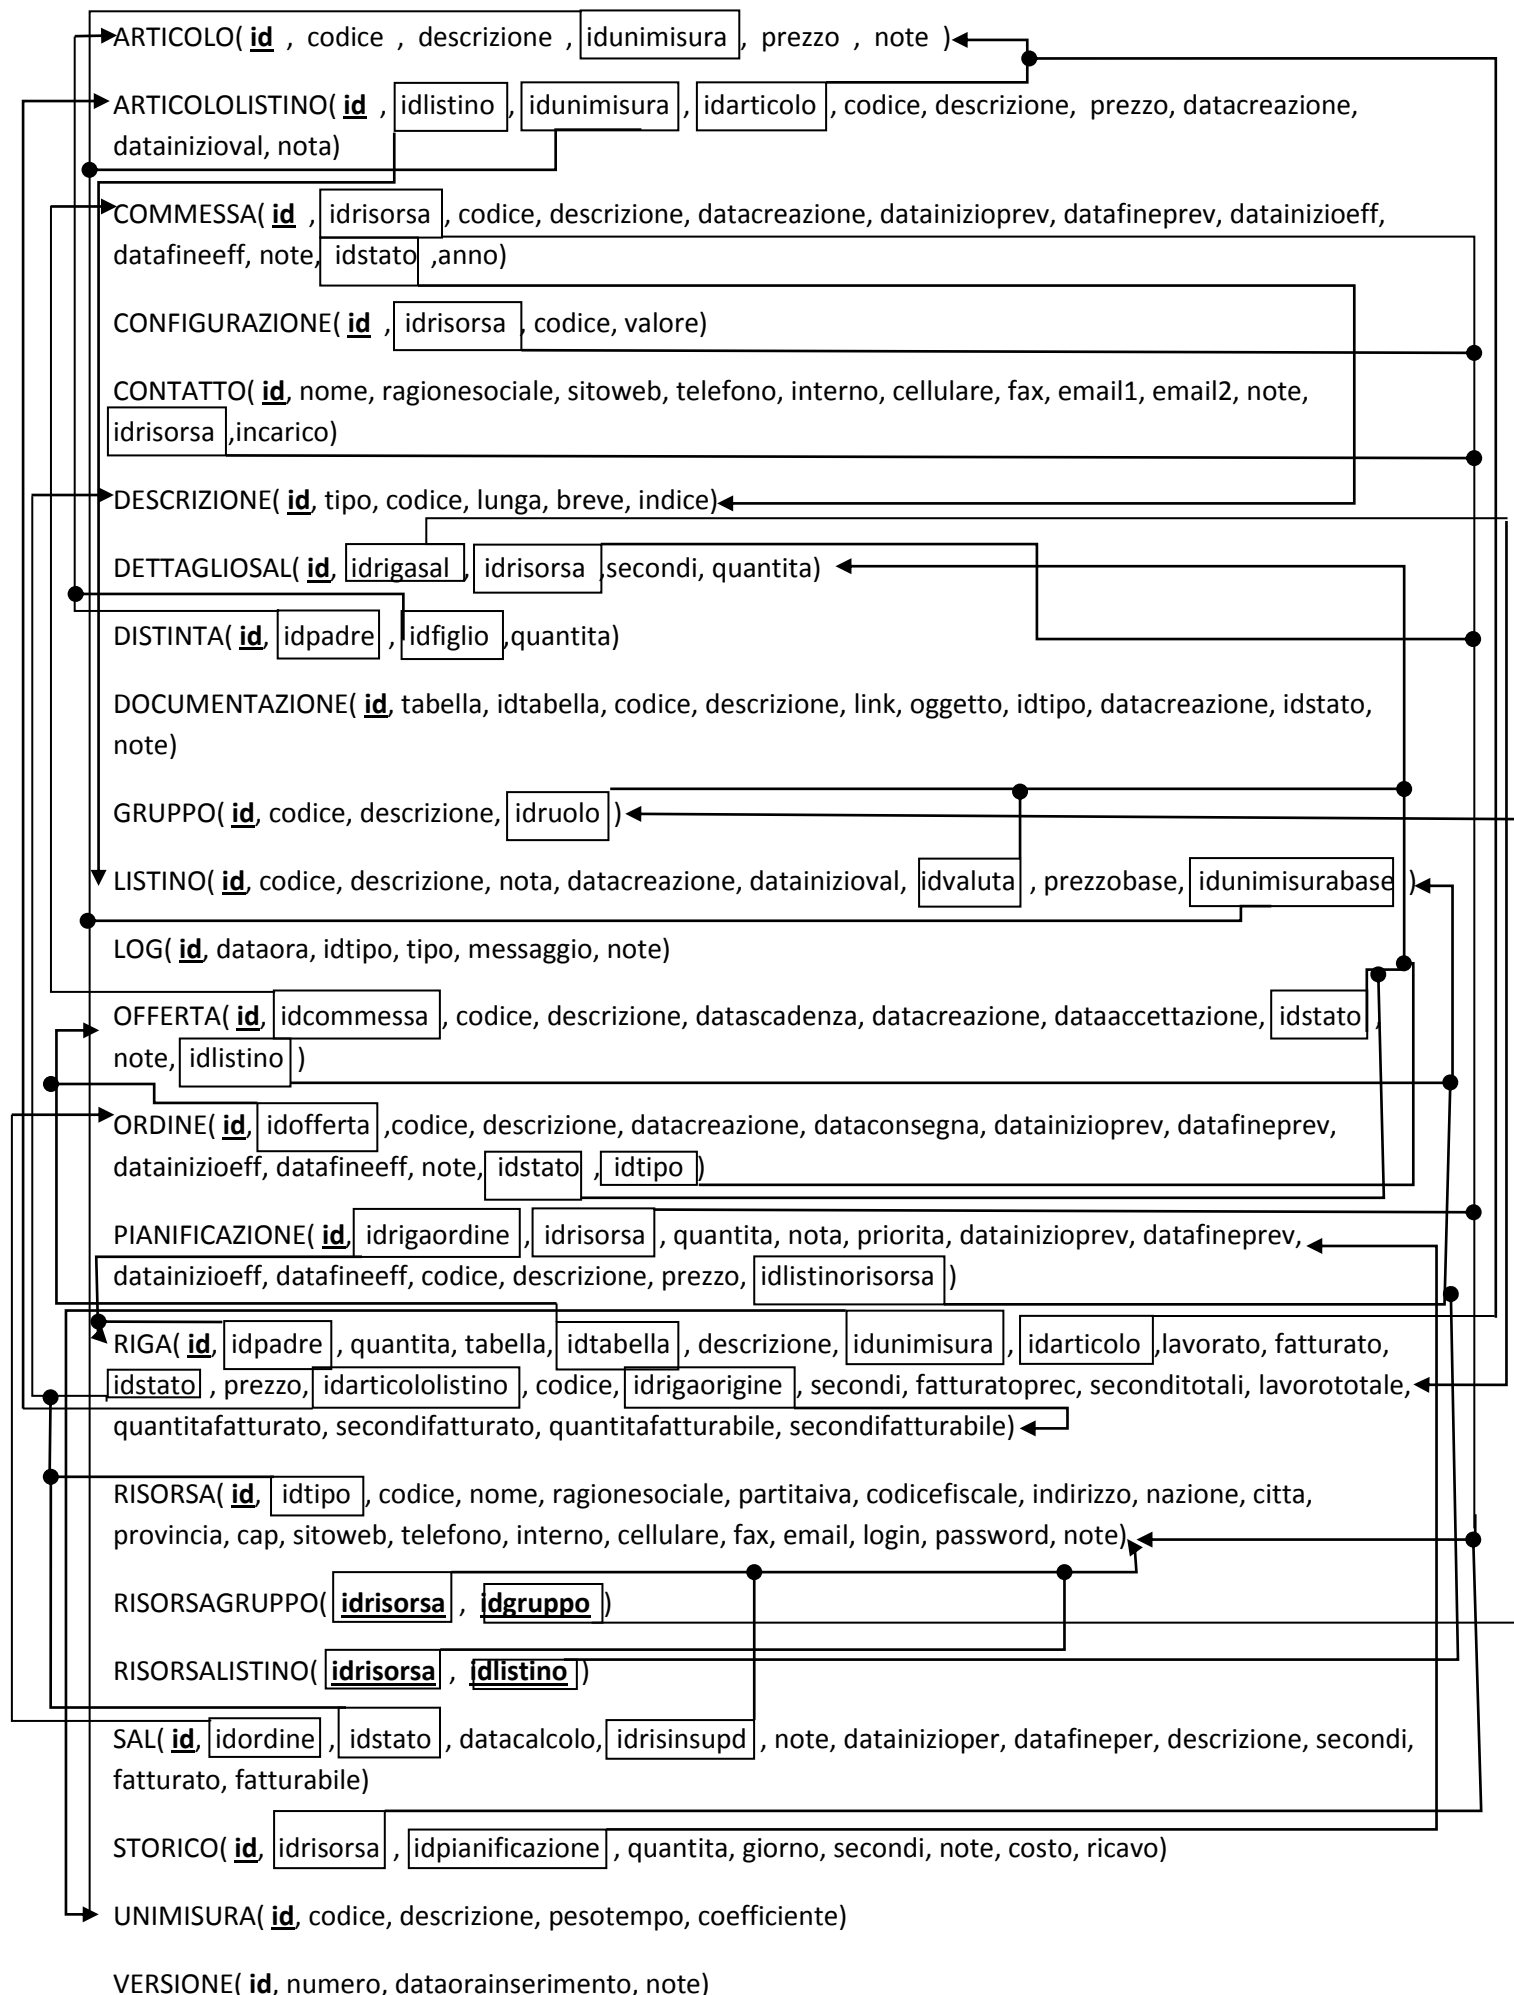 ARTICOLO( id , codice , descrizione , idunimisura , prezzo , note )
ARTICOLOLISTINO( id , idlistino , idunimisura , idarticolo , codice, descrizione, prezzo, datacreazione,
datainizioval, nota)
COMMESSA( id , idrisorsa , codice, descrizione, datacreazione, datainizioprev, datafineprev, datainizioeff,
datafineeff, note, idstato ,anno)
CONFIGURAZIONE( id , idrisorsa , codice, valore)
CONTATTO( id, nome, ragionesociale, sitoweb, telefono, interno, cellulare, fax, email1, email2, note,
idrisorsa ,incarico)
DESCRIZIONE( id, tipo, codice, lunga, breve, indice)
DETTAGLIOSAL( id, idrigasal , idrisorsa ,secondi, quantita)
DISTINTA( id, idpadre , idfiglio ,quantita)
DOCUMENTAZIONE( id, tabella, idtabella, codice, descrizione, link, oggetto, idtipo, datacreazione, idstato,
note)
GRUPPO( id, codice, descrizione, idruolo )
LISTINO( id, codice, descrizione, nota, datacreazione, datainizioval, idvaluta , prezzobase, idunimisurabase )
LOG( id, dataora, idtipo, tipo, messaggio, note)
OFFERTA( id, idcommessa , codice, descrizione, datascadenza, datacreazione, dataaccettazione, idstato ,
note, idlistino )
ORDINE( id, idofferta ,codice, descrizione, datacreazione, dataconsegna, datainizioprev, datafineprev,
datainizioeff, datafineeff, note, idstato , idtipo )
PIANIFICAZIONE( id, idrigaordine , idrisorsa , quantita, nota, priorita, datainizioprev, datafineprev,
datainizioeff, datafineeff, codice, descrizione, prezzo, idlistinorisorsa )
RIGA( id, idpadre , quantita, tabella, idtabella , descrizione, idunimisura , idarticolo ,lavorato, fatturato,
idstato , prezzo, idarticololistino , codice, idrigaorigine , secondi, fatturatoprec, seconditotali, lavorototale,
quantitafatturato, secondifatturato, quantitafatturabile, secondifatturabile)
RISORSA( id, idtipo , codice, nome, ragionesociale, partitaiva, codicefiscale, indirizzo, nazione, citta,
provincia, cap, sitoweb, telefono, interno, cellulare, fax, email, login, password, note)
RISORSAGRUPPO( idrisorsa , idgruppo )
RISORSALISTINO( idrisorsa , idlistino )
SAL( id, idordine , idstato , datacalcolo, idrisinsupd , note, datainizioper, datafineper, descrizione, secondi,
fatturato, fatturabile)
STORICO( id, idrisorsa , idpianificazione , quantita, giorno, secondi, note, costo, ricavo)
UNIMISURA( id, codice, descrizione, pesotempo, coefficiente)
VERSIONE( id, numero, dataorainserimento, note)